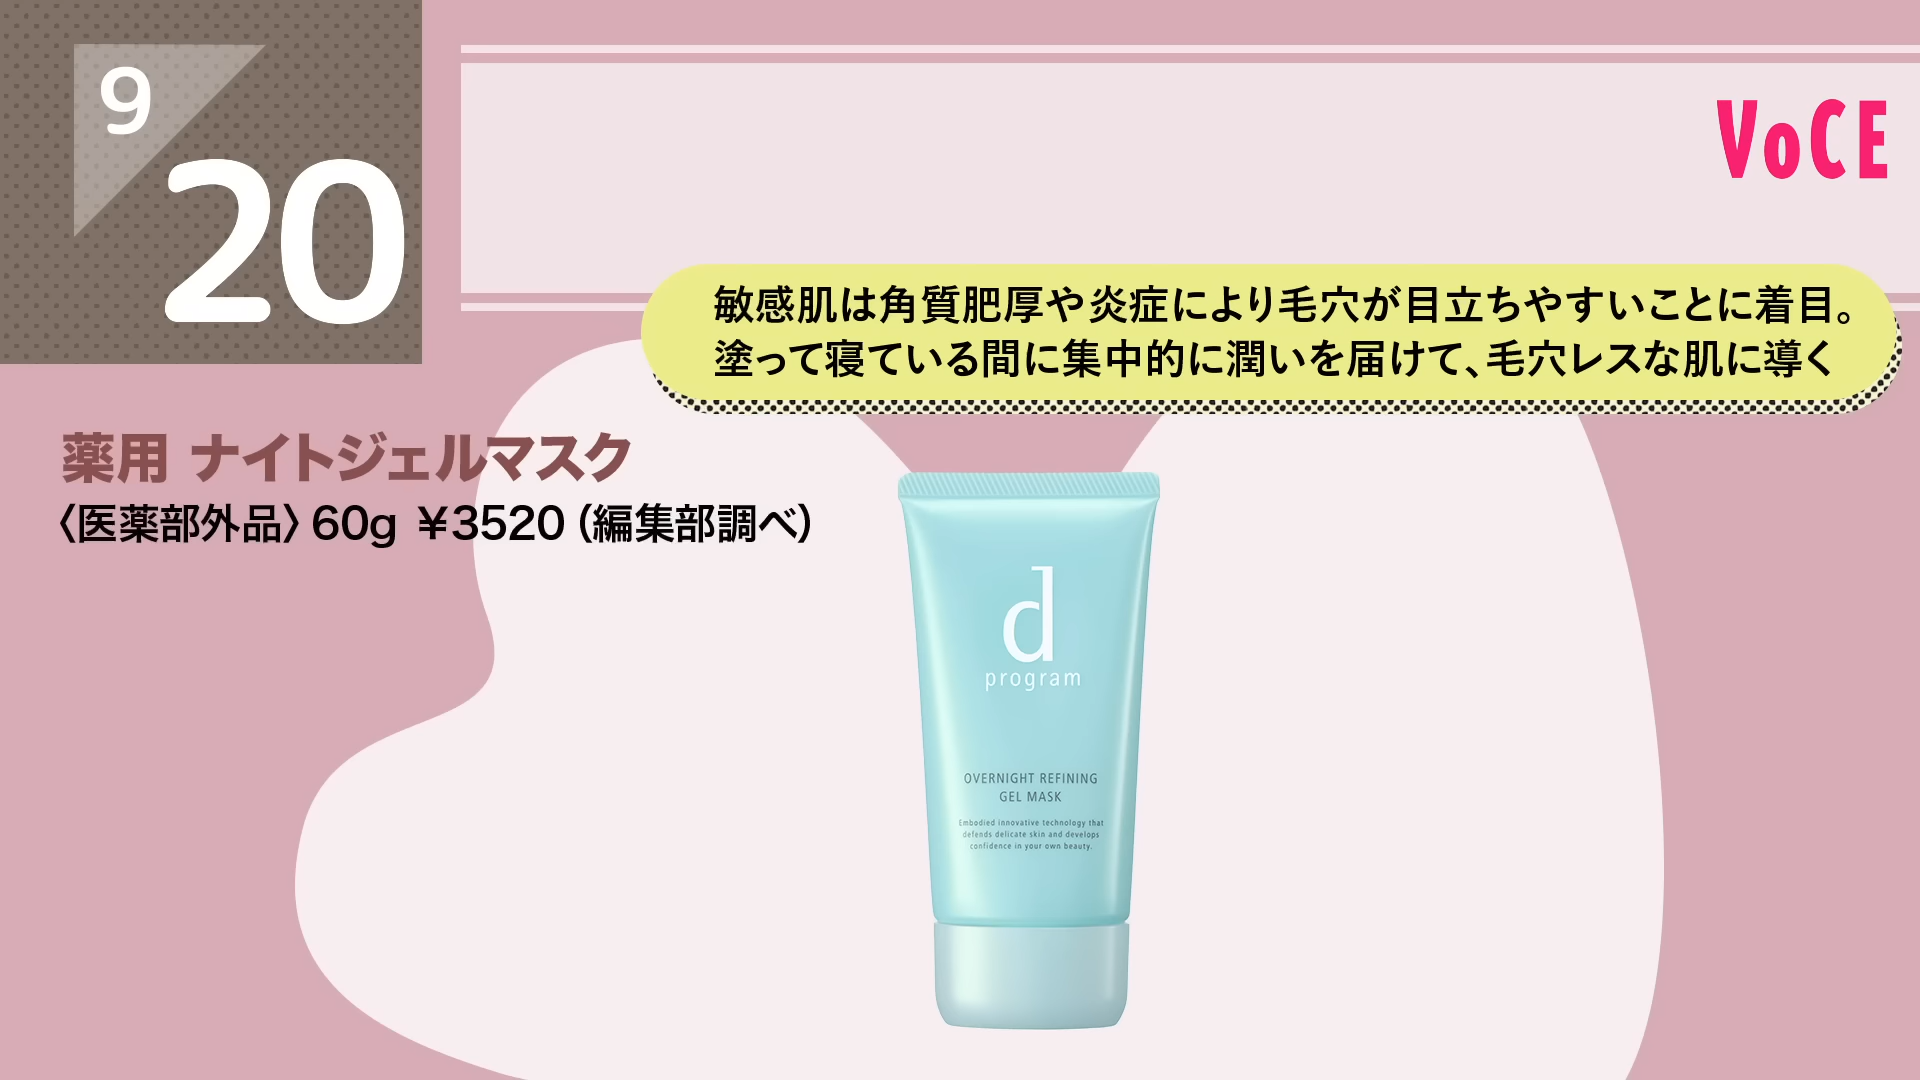 9
20
VoCE
敏感肌は角質肥厚や炎症により毛穴が目立ちやすいことに着目。
塗って寝ている間に集中的に潤いを届けて、毛穴レスな肌に導く
薬用 ナイトジェルマスク
〈医薬部外品〉60g ¥3520（編集部調べ）
d
program
OVERNIGHT REFINING
GEL MASK
Embodied innovative technology that
defends delicate skin and develops
confidence in your own beauty.